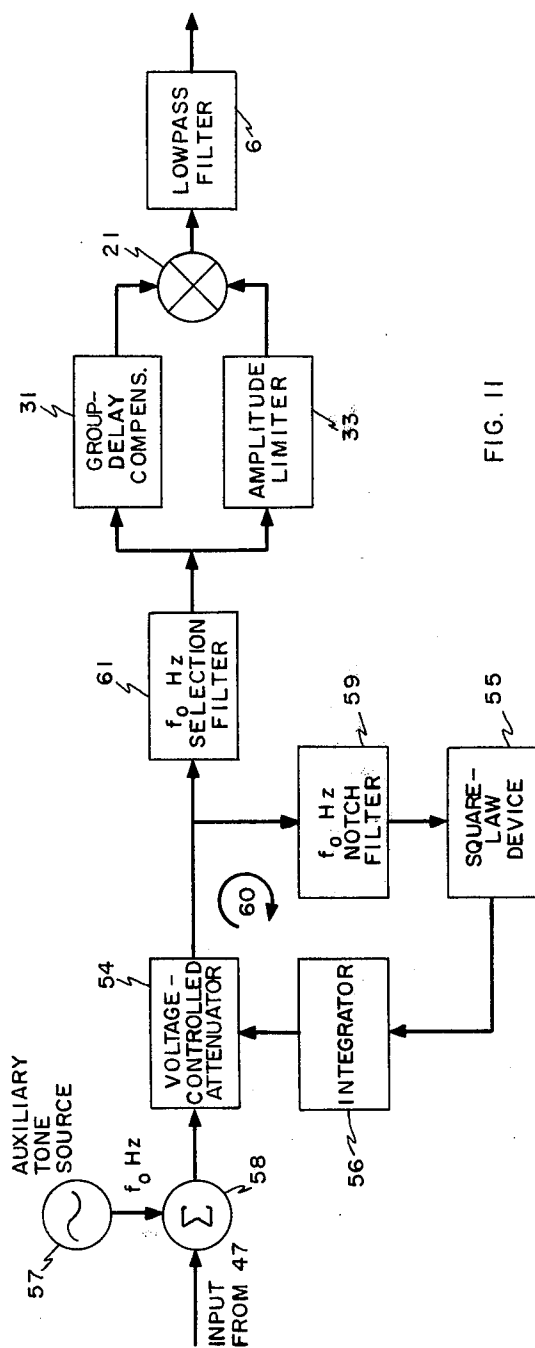 AUXILIARY
TONE
SOURCE
57
f₀ Hz
Σ
58
INPUT
FROM 47
54
VOLTAGE-
CONTROLLED
ATTENUATOR
60
INTEGRATOR
56
f₀ Hz
NOTCH
FILTER
59
SQUARE-
LAW
DEVICE
55
61
f₀ Hz
SELECTION
FILTER
31
GROUP-
DELAY
COMPENS.
AMPLITUDE
LIMITER
33
21
LOWPASS
FILTER
6
FIG. 11